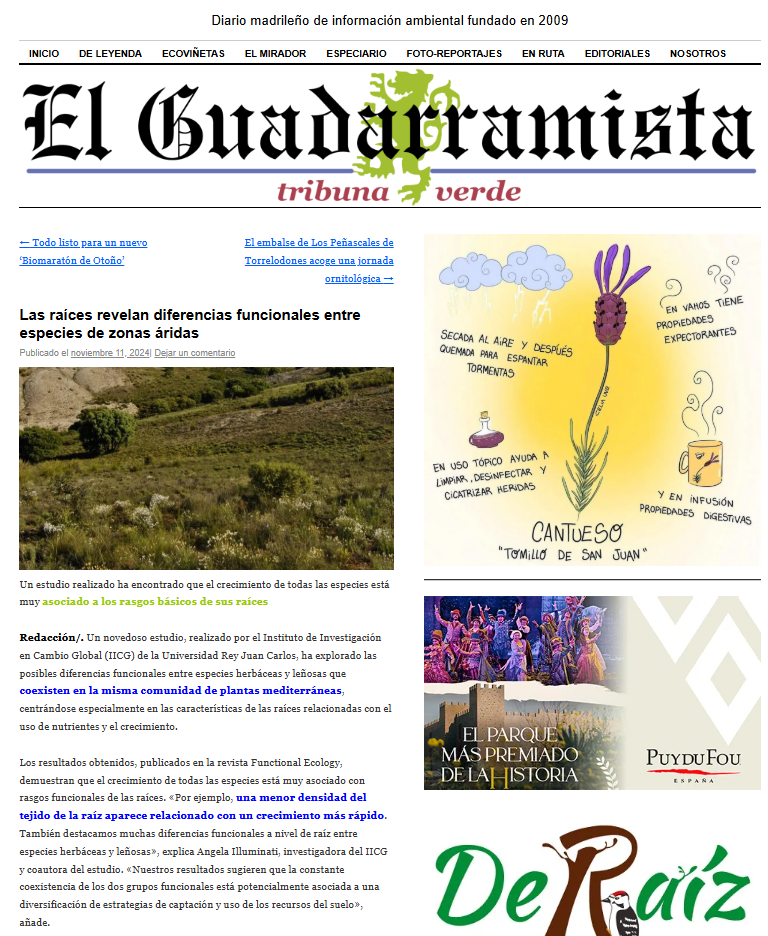 Diario madrileño de información ambiental fundado en 2009
INICIO DE LEYENDA ECOVIÑETAS EL MIRADOR ESPECIARIO FOTO-REPORTAJES EN RUTA EDITORIALES NOSOTROS
El Guadarramista
tribuna verde
← Todo listo para un nuevo
‘Biomaratón de Otoño’
El embalse de Los Peñascales de
Torrelodones acoge una jornada
ornitológica →
Las raíces revelan diferencias funcionales entre
especies de zonas áridas
Publicado el noviembre 11, 2024| Dejar un comentario
Un estudio realizado ha encontrado que el crecimiento de todas las especies está
muy asociado a los rasgos básicos de sus raíces
Redacción/. Un novedoso estudio, realizado por el Instituto de Investigación
en Cambio Global (IICG) de la Universidad Rey Juan Carlos, ha explorado las
posibles diferencias funcionales entre especies herbáceas y leñosas que
coexisten en la misma comunidad de plantas mediterráneas,
centrándose especialmente en las características de las raíces relacionadas con el
uso de nutrientes y el crecimiento.
Los resultados obtenidos, publicados en la revista Functional Ecology,
demuestran que el crecimiento de todas las especies está muy asociado con
rasgos funcionales de las raíces. «Por ejemplo, una menor densidad del
tejido de la raíz aparece relacionado con un crecimiento más rápido.
También destacamos muchas diferencias funcionales a nivel de raíz entre
especies herbáceas y leñosas», explica Angela Illuminati, investigadora del IICG
y coautora del estudio. «Nuestros resultados sugieren que la constante
coexistencia de los dos grupos funcionales está potencialmente asociada a una
diversificación de estrategias de captación y uso de los recursos del suelo»,
añade.
SECADA AL AIRE Y DESPUÉS
QUEMADA PARA ESPANTAR
TORMENTAS
EN VAHOS TIENE
PROPIEDADES
EXPECTORANTES
EN USO TÓPICO AYUDA A
LIMPIAR, DESINFECTAR Y
CICATRIZAR HERIDAS
Y EN INFUSIÓN
PROPIEDADES DIGESTIVAS
CANTUESO
"TOMILLO DE SAN JUAN"
EL PARQUE
MÁS PREMIADO
DE LA HISTORIA
PUY DU FOU
ESPAÑA
De Raíz